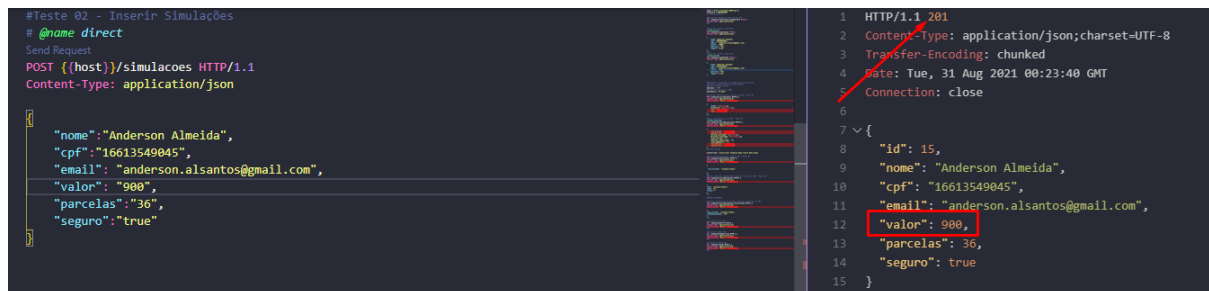 #Teste 02 - Inserir Simulações
# @name direct
Send Request
POST {{host}}/simulacoes HTTP/1.1
Content-Type: application/json
{
"nome":"Anderson Almeida",
"cpf":"16613549045",
"email": "anderson.alsantos@gmail.com",
"valor": "900",
"parcelas":"36",
"seguro":"true"
}
1 HTTP/1.1 201
2 Content-Type: application/json;charset=UTF-8
3 Transfer-Encoding: chunked
4 Date: Tue, 31 Aug 2021 00:23:40 GMT
5 Connection: close
6
7 {
8 "id": 15,
9 "nome": "Anderson Almeida",
10 "cpf": "16613549045",
11 "email": "anderson.alsantos@gmail.com",
12 "valor": 900,
13 "parcelas": 36,
14 "seguro": true
15 }